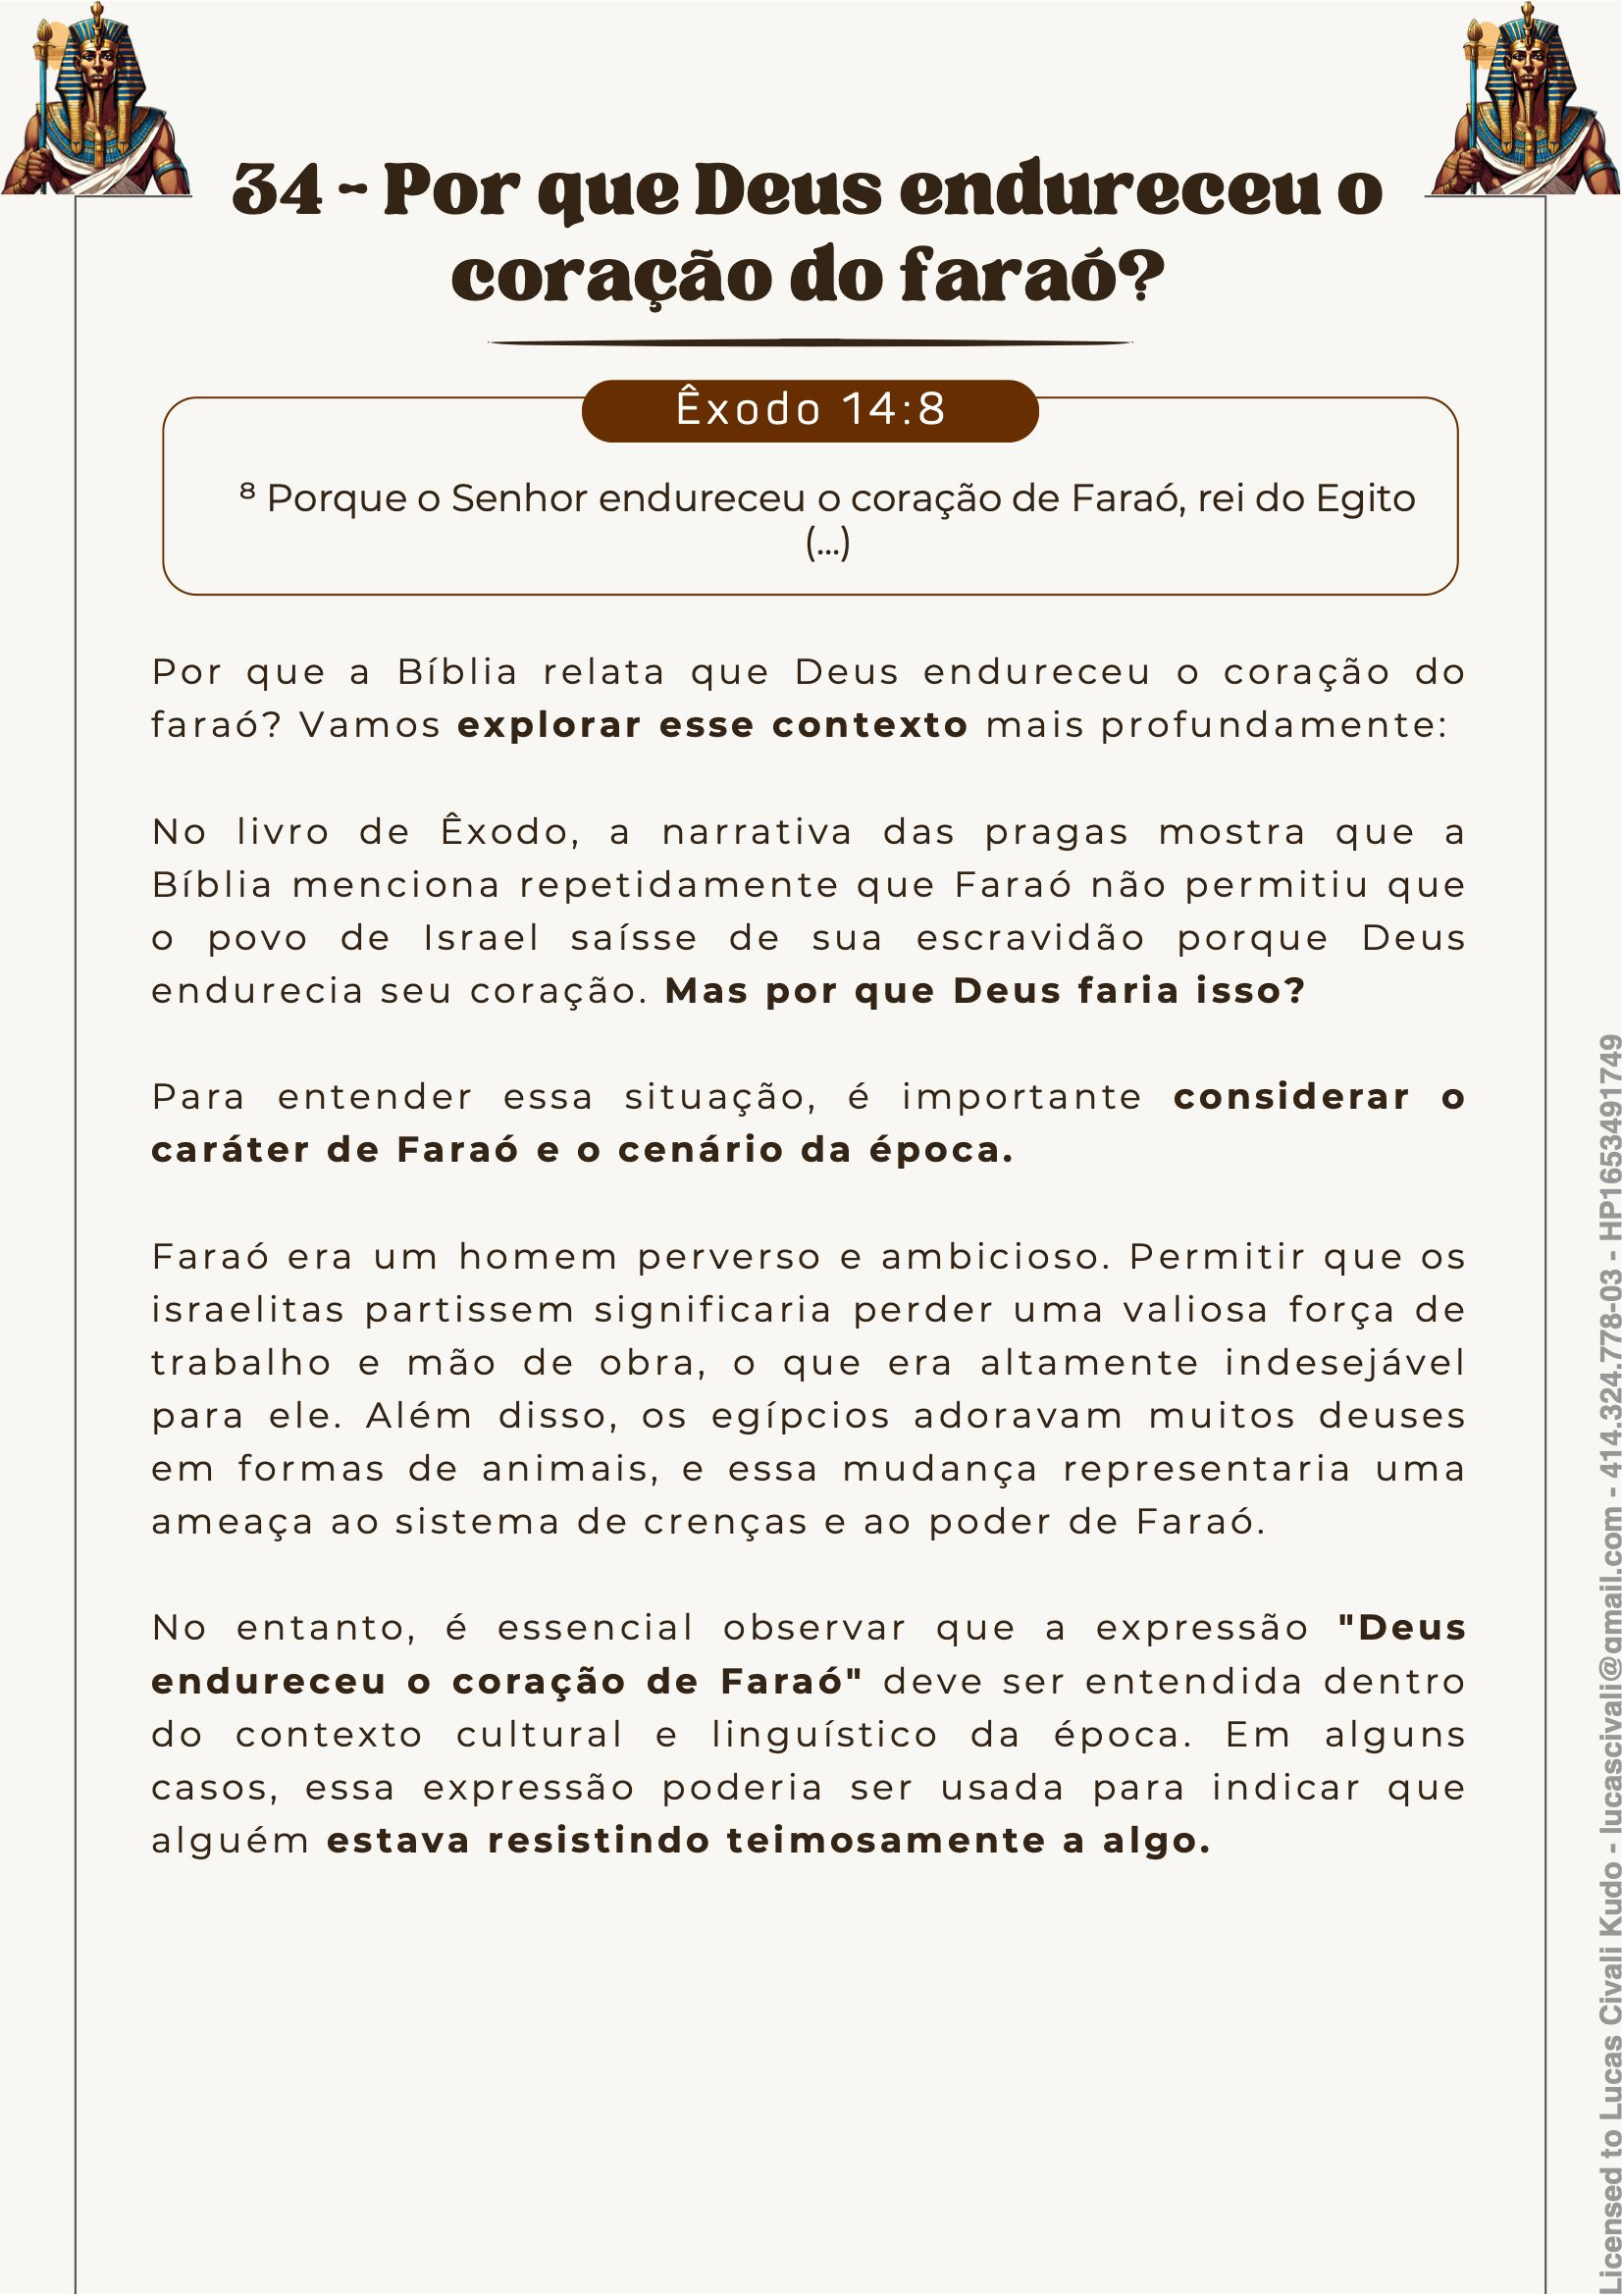 34 - Por que Deus endureceu o
coração do faraó?
Êxodo 14:8
⁸ Porque o Senhor endureceu o coração de Faraó, rei do Egito
(...)
Por que a Bíblia relata que Deus endureceu o coração do
faraó? Vamos explorar esse contexto mais profundamente:
No livro de Êxodo, a narrativa das pragas mostra que a
Bíblia menciona repetidamente que Faraó não permitiu que
o povo de Israel saísse de sua escravidão porque Deus
endurecia seu coração. Mas por que Deus faria isso?
Para entender essa situação, é importante considerar o
caráter de Faraó e o cenário da época.
Faraó era um homem perverso e ambicioso. Permitir que os
israelitas partissem significaria perder uma valiosa força de
trabalho e mão de obra, o que era altamente indesejável
para ele. Além disso, os egípcios adoravam muitos deuses
em formas de animais, e essa mudança representaria uma
ameaça ao sistema de crenças e ao poder de Faraó.
No entanto, é essencial observar que a expressão "Deus
endureceu o coração de Faraó" deve ser entendida dentro
do contexto cultural e linguístico da época. Em alguns
casos, essa expressão poderia ser usada para indicar que
alguém estava resistindo teimosamente a algo.
Licensed to Lucas Civali Kudo - lucascivali@gmail.com - 414.324.778-03 - HP1653491749